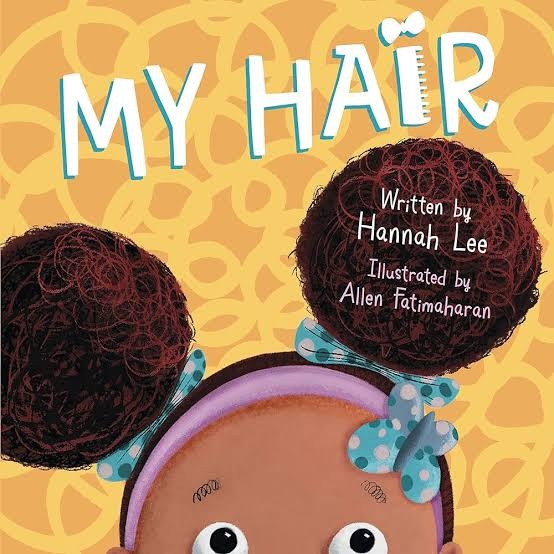 MY HAIR
Written by
Hannah Lee
Illustrated by
Allen Fatimaharan